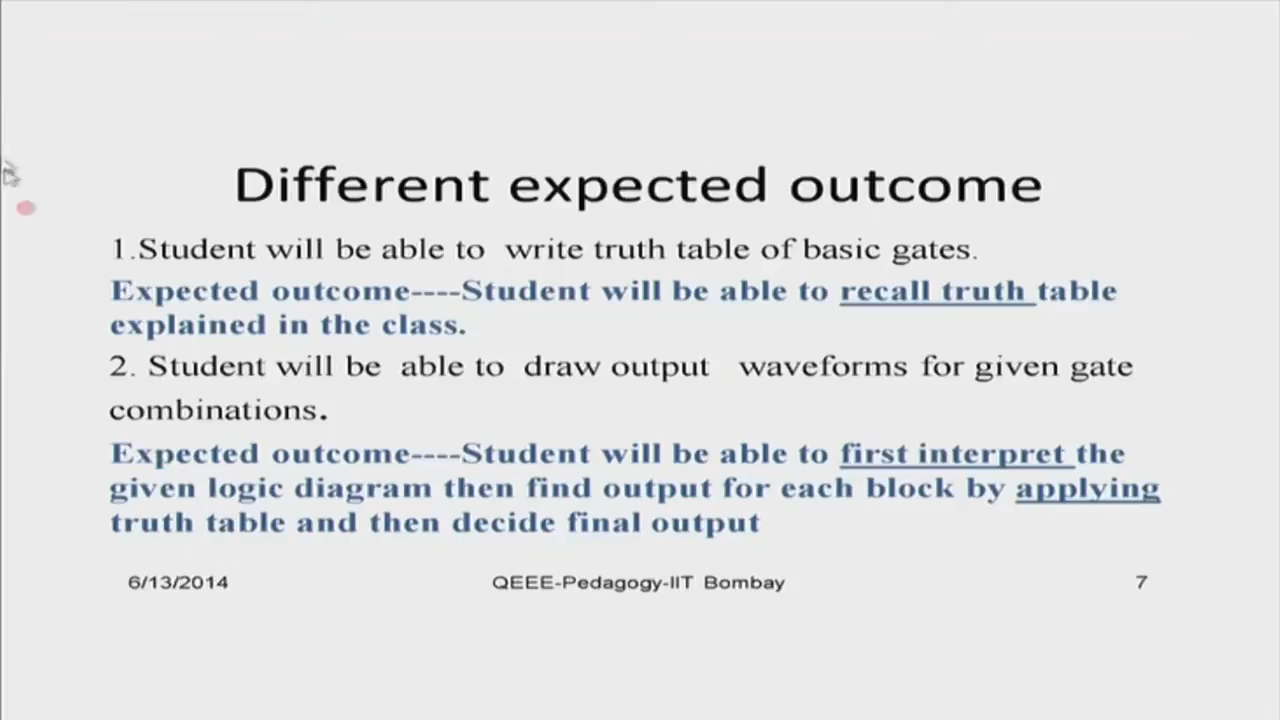 Different expected outcome
1.Student will be able to write truth table of basic gates.
Expected outcome----Student will be able to recall truth table
explained in the class.
2. Student will be able to draw output waveforms for given gate
combinations.
Expected outcome----Student will be able to first interpret the
given logic diagram then find output for each block by applying
truth table and then decide final output
6/13/2014 QEEE-Pedagogy-IIT Bombay 7